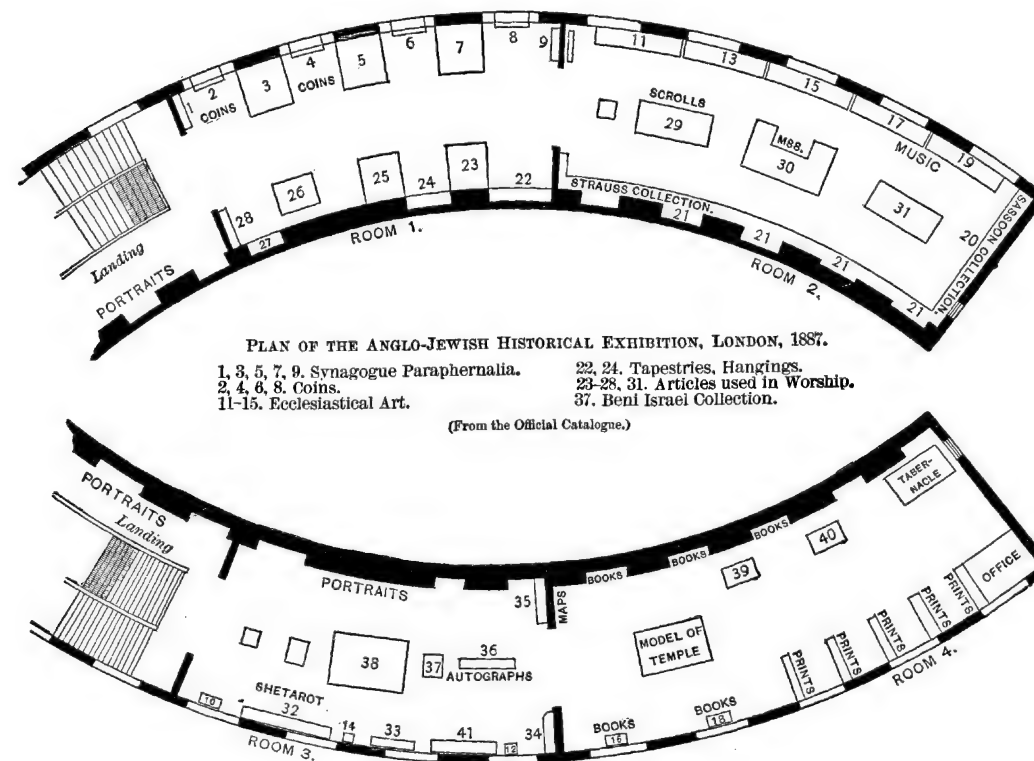 1
2
COINS
3
4
COINS
5
6
7
8
9
11
13
15
17
MUSIC
19
SCROLLS
29
MSS.
30
31
20
SASSOON COLLECTION.
28
27
26
25
24
23
22
STRAUSS COLLECTION.
21
21
21
21
Landing
PORTRAITS
ROOM 1.
ROOM 2.
PLAN OF THE ANGLO-JEWISH HISTORICAL EXHIBITION, LONDON, 1887.
1, 3, 5, 7, 9. Synagogue Paraphernalia.
2, 4, 6, 8. Coins.
11-15. Ecclesiastical Art.
22, 24. Tapestries, Hangings.
23-28, 31. Articles used in Worship.
37. Beni Israel Collection.
(From the Official Catalogue.)
PORTRAITS
Landing
PORTRAITS
35
MAPS
BOOKS
BOOKS
BOOKS
TABER-
NACLE
39
40
OFFICE
38
37
36
AUTOGRAPHS
MODEL OF
TEMPLE
PRINTS
PRINTS
PRINTS
PRINTS
PRINTS
SHETAROT
10
32
14
33
41
12
34
BOOKS
16
BOOKS
18
ROOM 3.
ROOM 4.